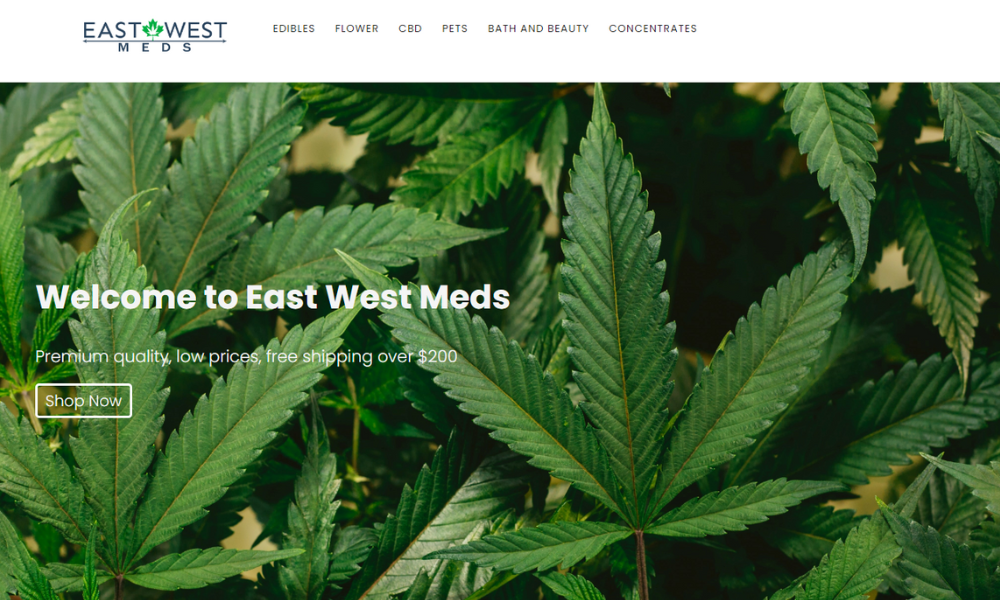 EAST WEST
MEDS
EDIBLES FLOWER CBD PETS BATH AND BEAUTY CONCENTRATES
Welcome to East West Meds
Premium quality, low prices, free shipping over $200
Shop Now